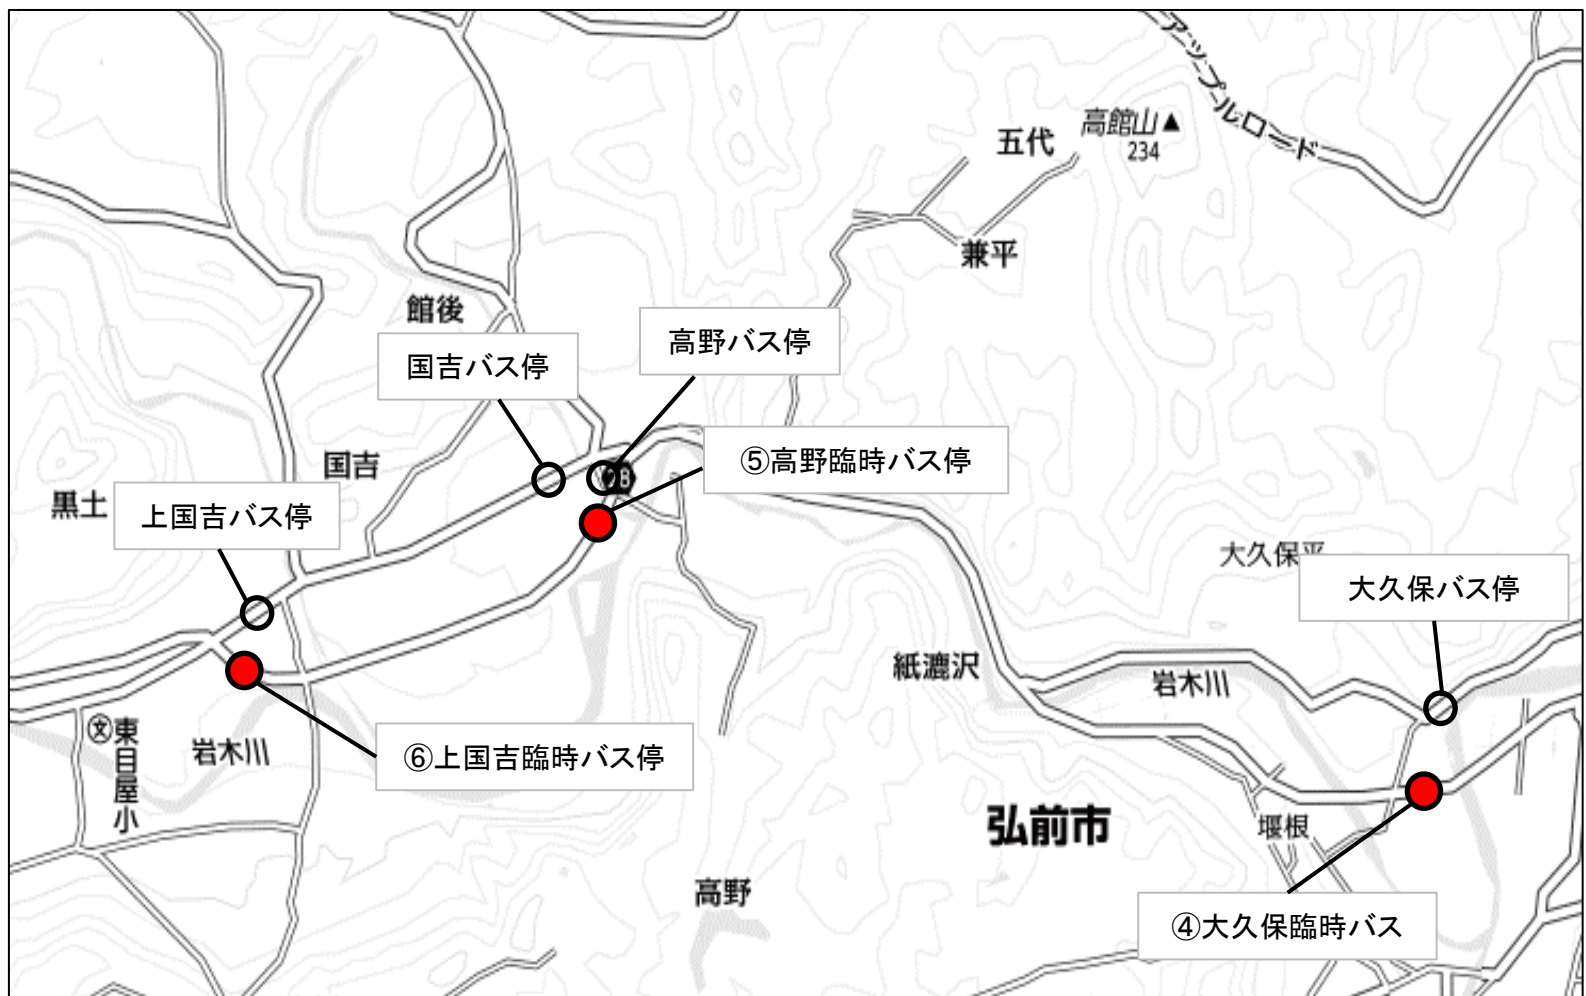 アップルロード
五代
高館山▲
234
兼平
館後
高野バス停
国吉バス停
⑤高野臨時バス停
国吉
黒土
上国吉バス停
大久保平
大久保バス停
紙漉沢
岩木川
⑥上国吉臨時バス停
文
東目屋小
岩木川
弘前市
堰根
高野
④大久保臨時バス